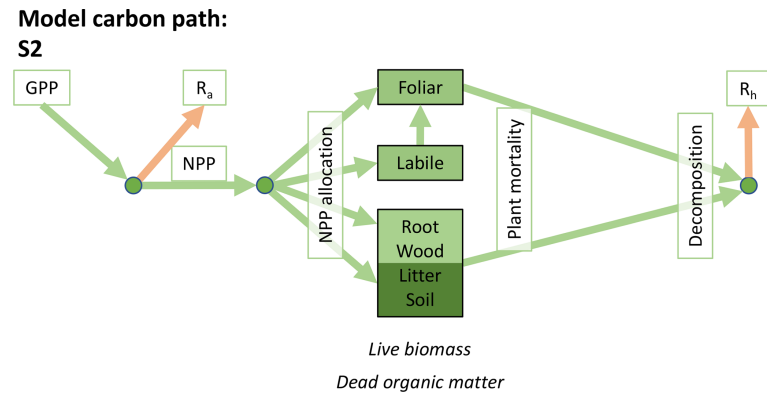 Model carbon path:
S2
GPP
Ra
NPP
NPP allocation
Foliar
Labile
Root
Wood
Litter
Soil
Plant mortality
Decomposition
Rh
Live biomass
Dead organic matter